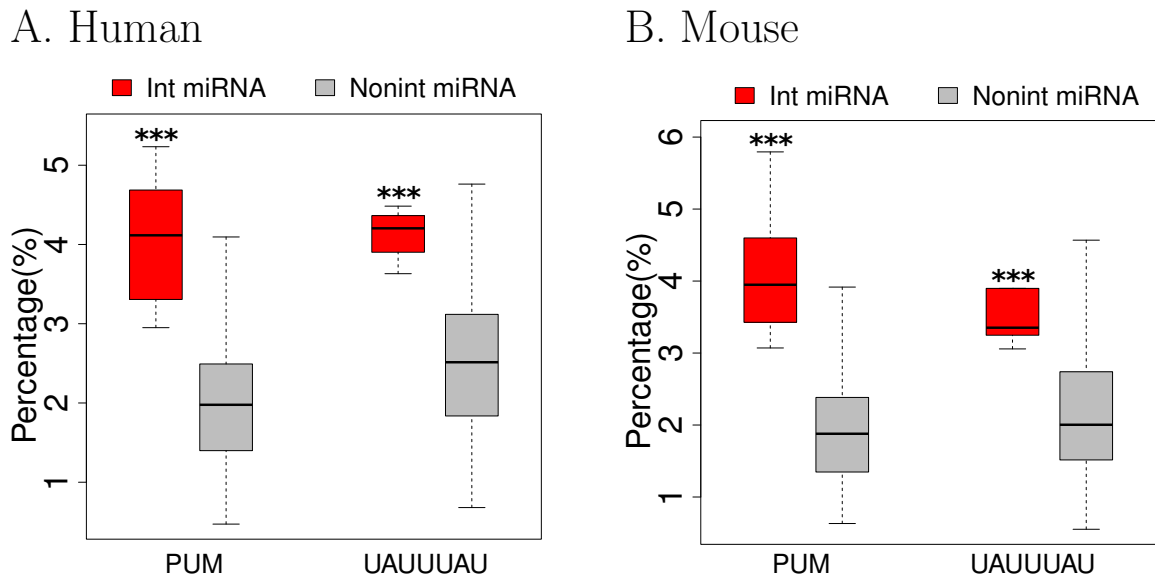 A. Human
Int miRNA Nonint miRNA
***
***
5
4
3
2
1
Percentage(%)
PUM UAUUUAU
B. Mouse
Int miRNA Nonint miRNA
***
***
6
5
4
3
2
1
Percentage(%)
PUM UAUUUAU